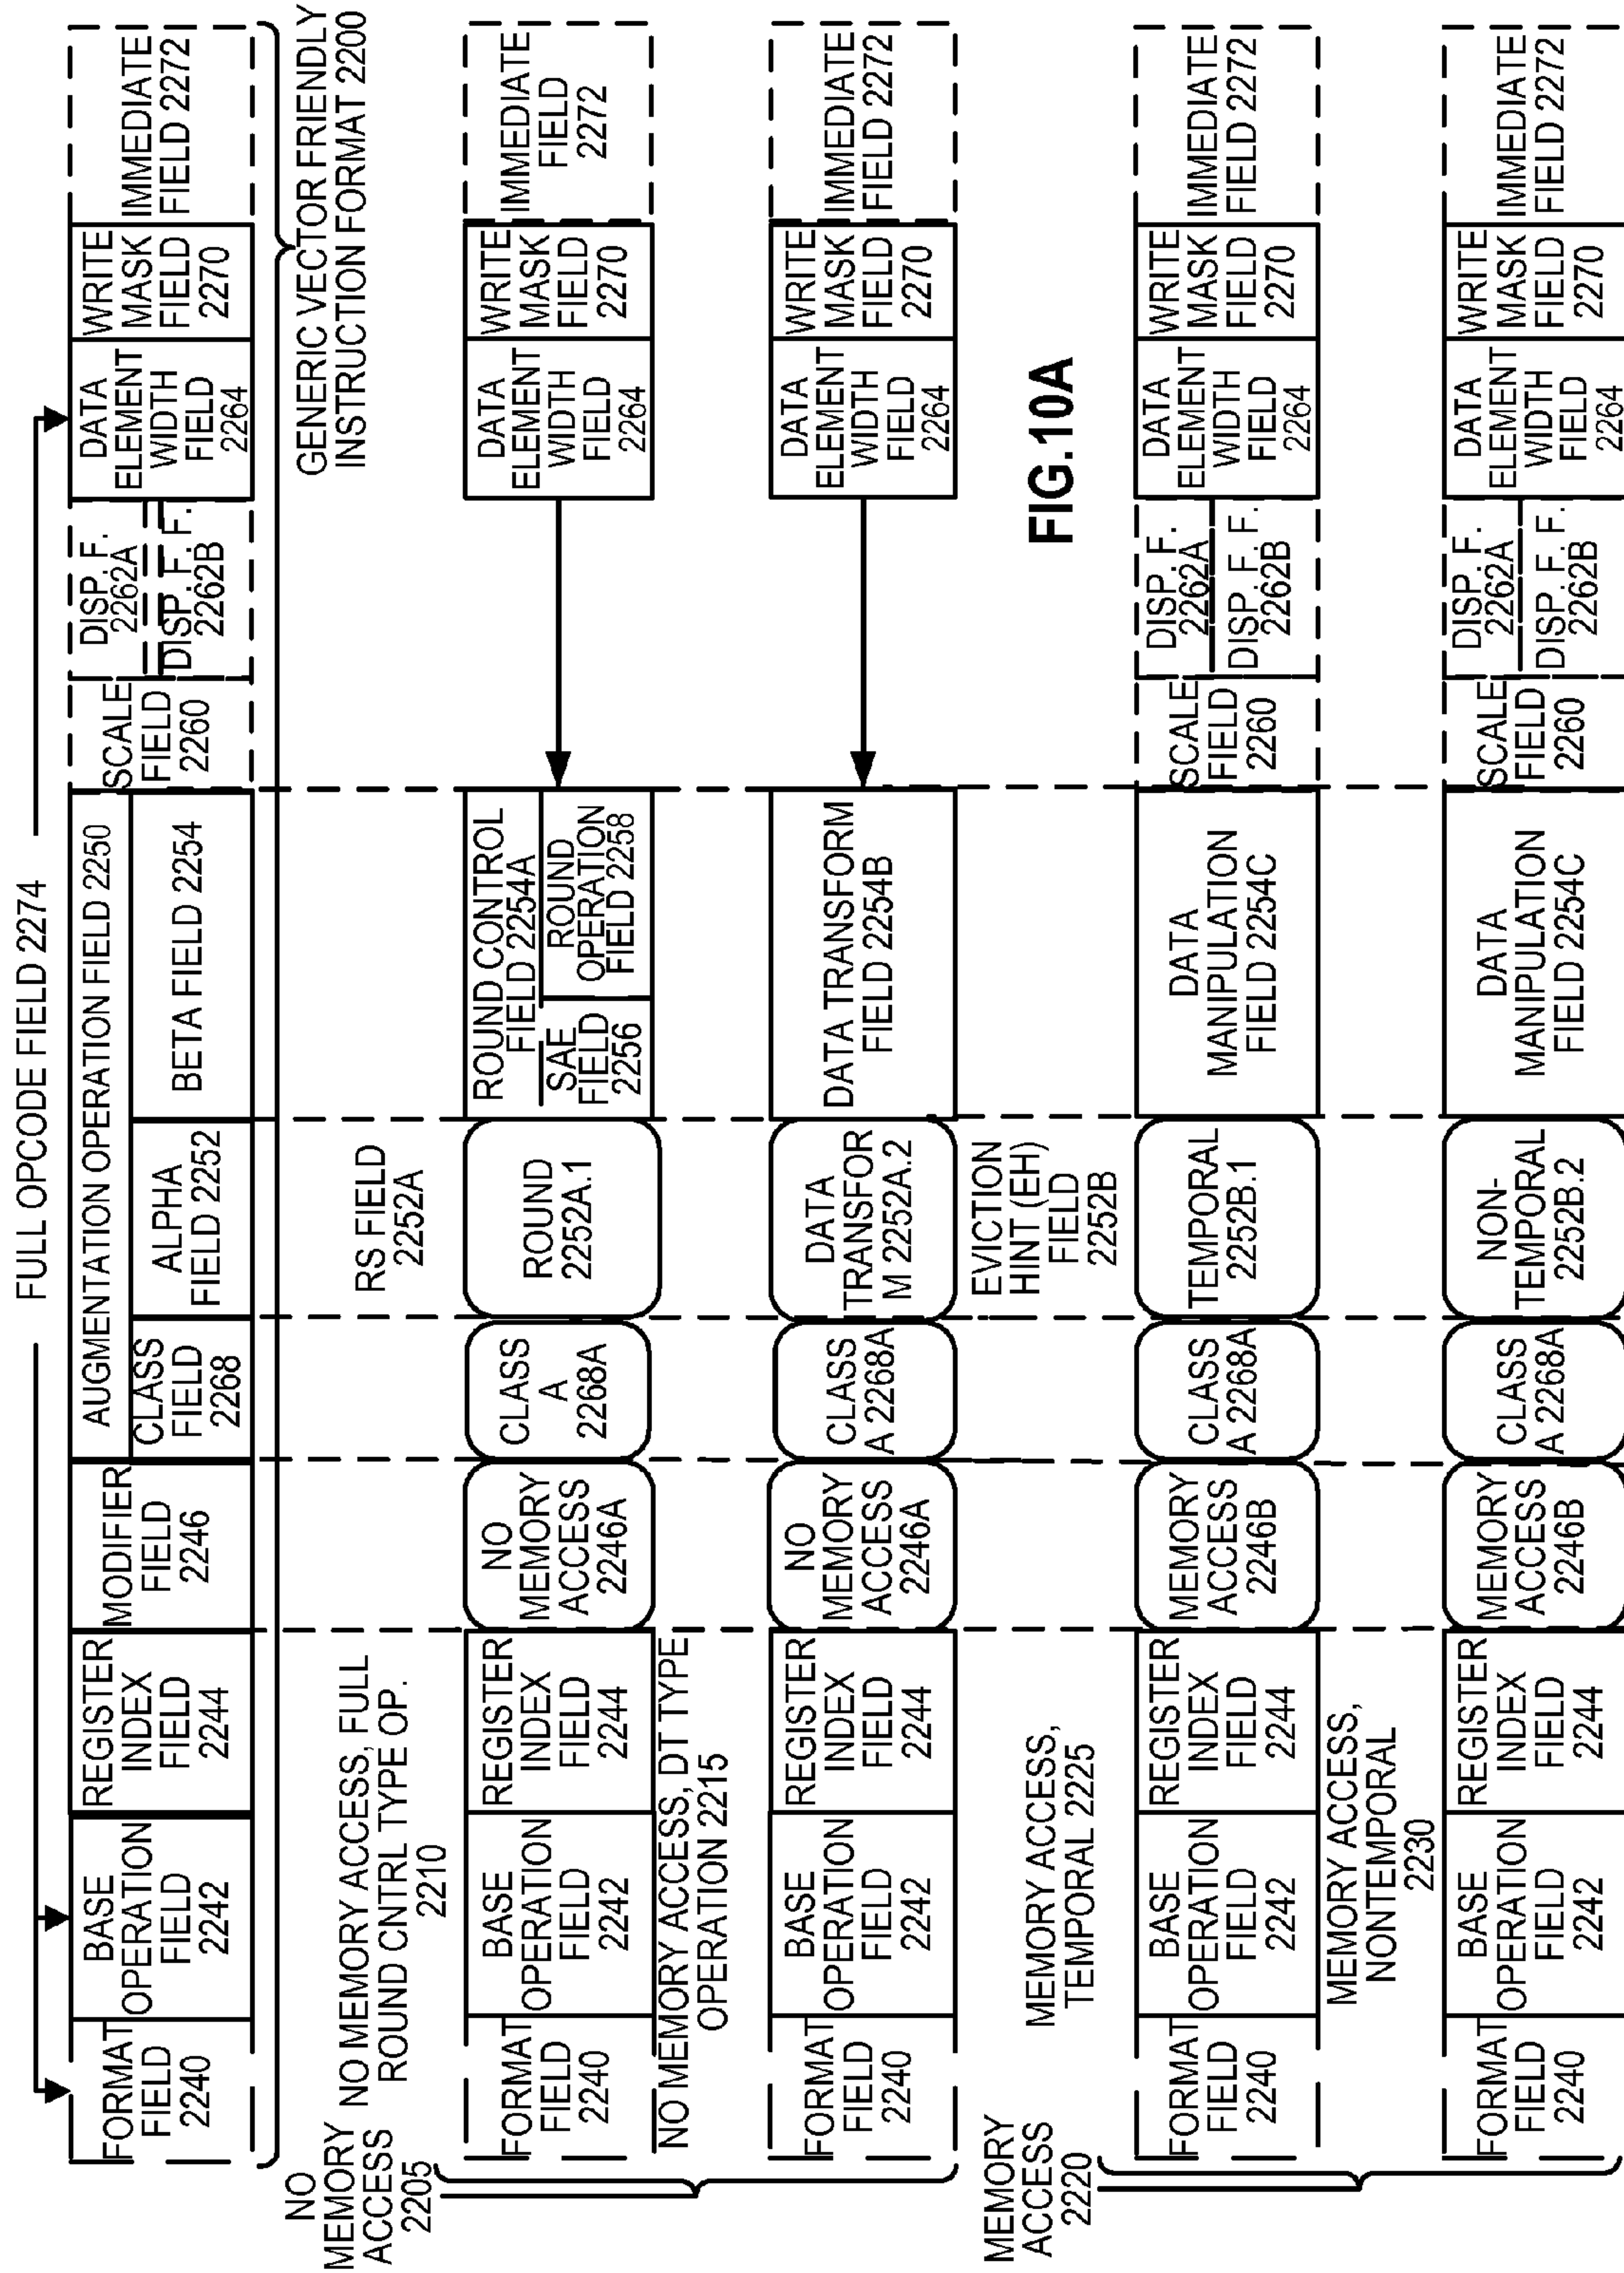 FULL OPCODE FIELD 2274
FORMAT
FIELD
2240
BASE
OPERATION
FIELD
2242
REGISTER
INDEX
FIELD
2244
MODIFIER
FIELD
2246
AUGMENTATION OPERATION FIELD 2250
CLASS
FIELD
2268
ALPHA
FIELD 2252
BETA FIELD 2254
SCALE
FIELD
2260
DISP. F.
2262A
DISP. F. F.
2262B
DATA
ELEMENT
WIDTH
FIELD
2264
WRITE
MASK
FIELD
2270
IMMEDIATE
FIELD 2272
GENERIC VECTOR FRIENDLY
INSTRUCTION FORMAT 2200
NO
MEMORY
ACCESS
2205
NO MEMORY ACCESS, FULL
ROUND CNTRL TYPE OP.
2210
RS FIELD
2252A
FORMAT
FIELD
2240
BASE
OPERATION
FIELD
2242
REGISTER
INDEX
FIELD
2244
NO
MEMORY
ACCESS
2246A
CLASS
A
2268A
ROUND
2252A.1
ROUND CONTROL
FIELD 2254A
SAE
FIELD
2256
ROUND
OPERATION
FIELD 2258
DATA
ELEMENT
WIDTH
FIELD
2264
WRITE
MASK
FIELD
2270
IMMEDIATE
FIELD
2272
NO MEMORY ACCESS, DT TYPE
OPERATION 2215
FORMAT
FIELD
2240
BASE
OPERATION
FIELD
2242
REGISTER
INDEX
FIELD
2244
NO
MEMORY
ACCESS
2246A
CLASS
A 2268A
DATA
TRANSFOR
M 2252A.2
DATA TRANSFORM
FIELD 2254B
DATA
ELEMENT
WIDTH
FIELD
2264
WRITE
MASK
FIELD
2270
IMMEDIATE
FIELD 2272
FIG.10A
MEMORY
ACCESS
2220
MEMORY ACCESS,
TEMPORAL 2225
EVICTION
HINT (EH)
FIELD
2252B
FORMAT
FIELD
2240
BASE
OPERATION
FIELD
2242
REGISTER
INDEX
FIELD
2244
MEMORY
ACCESS
2246B
CLASS
A 2268A
TEMPORAL
2252B.1
DATA
MANIPULATION
FIELD 2254C
SCALE
FIELD
2260
DISP. F.
2262A
DISP. F. F.
2262B
DATA
ELEMENT
WIDTH
FIELD
2264
WRITE
MASK
FIELD
2270
IMMEDIATE
FIELD 2272
MEMORY ACCESS,
NONTEMPORAL
2230
FORMAT
FIELD
2240
BASE
OPERATION
FIELD
2242
REGISTER
INDEX
FIELD
2244
MEMORY
ACCESS
2246B
CLASS
A 2268A
NON-
TEMPORAL
2252B.2
DATA
MANIPULATION
FIELD 2254C
SCALE
FIELD
2260
DISP. F.
2262A
DISP. F. F.
2262B
DATA
ELEMENT
WIDTH
FIELD
2264
WRITE
MASK
FIELD
2270
IMMEDIATE
FIELD 2272